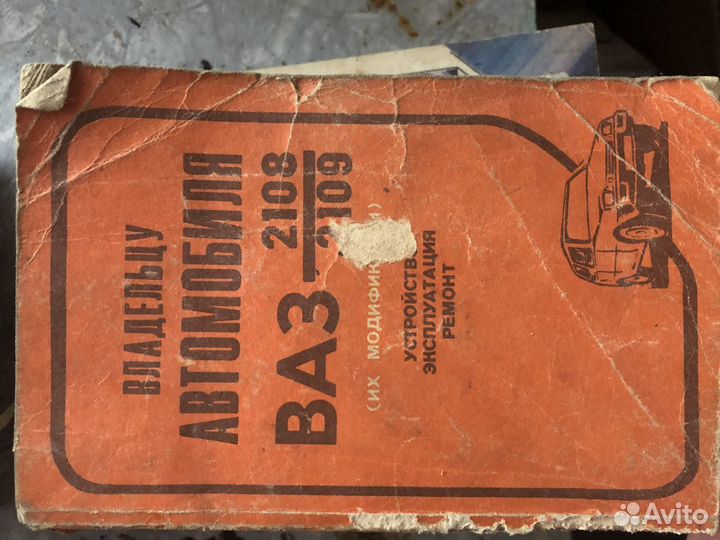 ВЛАДЕЛЬЦУ
АВТОМОБИЛЯ
ВАЗ 2108
2109
(ИХ МОДИФИК И)
УСТРОЙСТВО
ЭКСПЛУАТАЦИЯ
РЕМОНТ
Avito